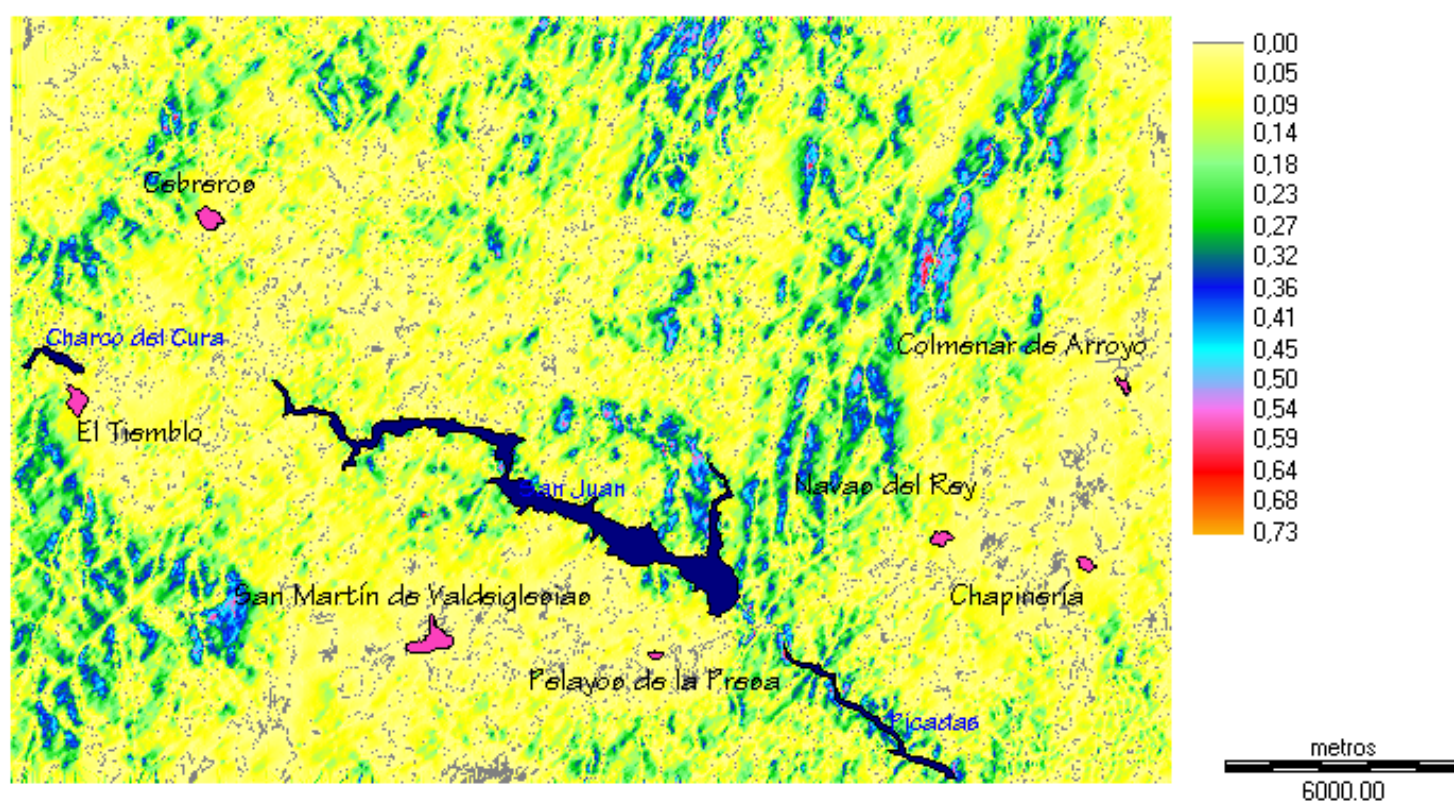 0,00
0,05
0,09
0,14
0,18
0,23
0,27
0,32
0,36
0,41
0,45
0,50
0,54
0,59
0,64
0,68
0,73
Cebreros
Charco del Cura
Colmenar de Arroyo
El Tiemblo
San Juan
Navas del Rey
San Martín de Valdeiglesias
Chapinería
Pelayos de la Presa
Picadas
metros
6000.00